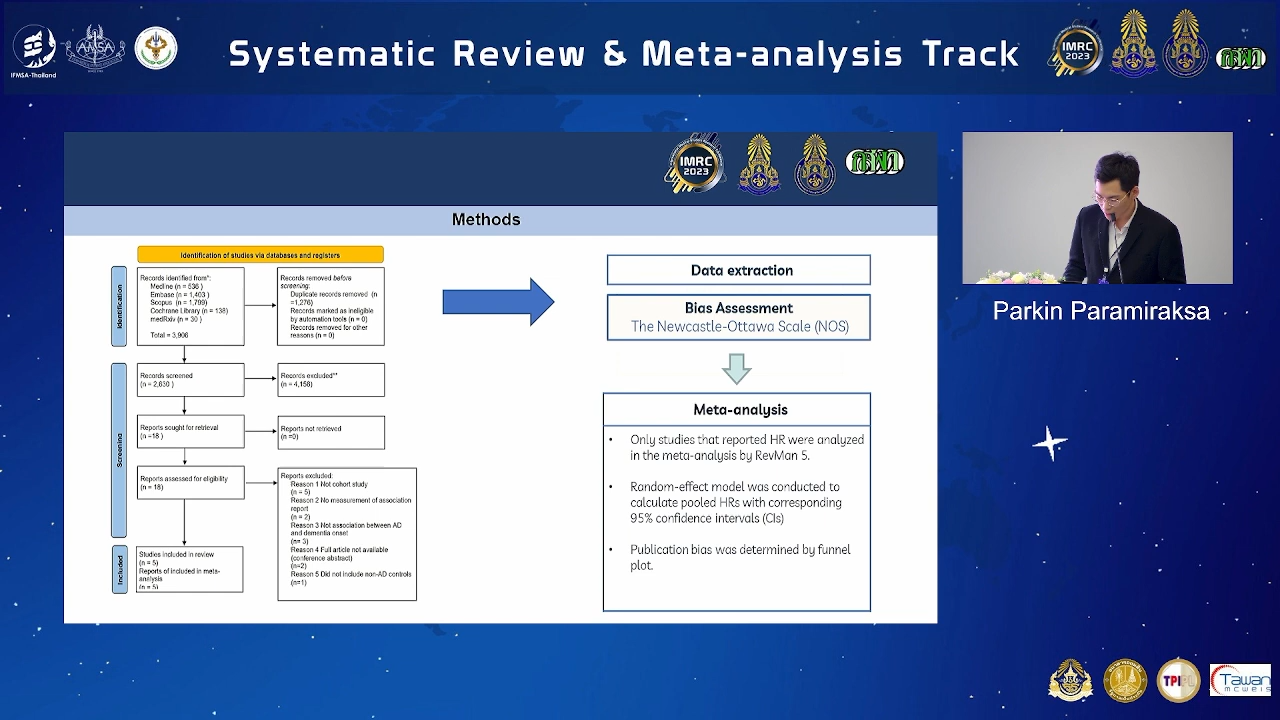 IFMSA-Thailand
AMSA
Systematic Review & Meta-analysis Track
IMRC
2023
IMRC
2023
Methods
Identification of studies via databases and registers
Identification
Records identified from*:
Medline (n = 536 )
Embase (n = 1,403 )
Scopus (n = 1,799)
Cochrane Library (n = 138)
medRxiv (n = 30 )
Total = 3,906
Records removed before
screening:
Duplicate records removed (n
=1,276)
Records marked as ineligible
by automation tools (n = 0)
Records removed for other
reasons (n = 0)
Screening
Records screened
(n = 2,630 )
Records excluded**
(n = 4,158)
Reports sought for retrieval
(n =18 )
Reports not retrieved
(n =0)
Reports assessed for eligibility
(n = 18)
Reports excluded:
Reason 1 Not cohort study
(n = 5)
Reason 2 No measurement of association
report
(n = 2)
Reason 3 Not association between AD
and dementia onset
(n= 3)
Reason 4 Full article not available
(conference abstract)
(n=2)
Reason 5 Did not include non-AD controls
(n=1)
Included
Studies included in review
(n = 5)
Reports of included in meta-
analysis
(n = 5)
Data extraction
Bias Assessment
The Newcastle-Ottawa Scale (NOS)
Meta-analysis
• Only studies that reported HR were analyzed
in the meta-analysis by RevMan 5.
• Random-effect model was conducted to
calculate pooled HRs with corresponding
95% confidence intervals (CIs)
• Publication bias was determined by funnel
plot.
Parkin Paramiraksa
TPIPL
Tawan
MCWEIS